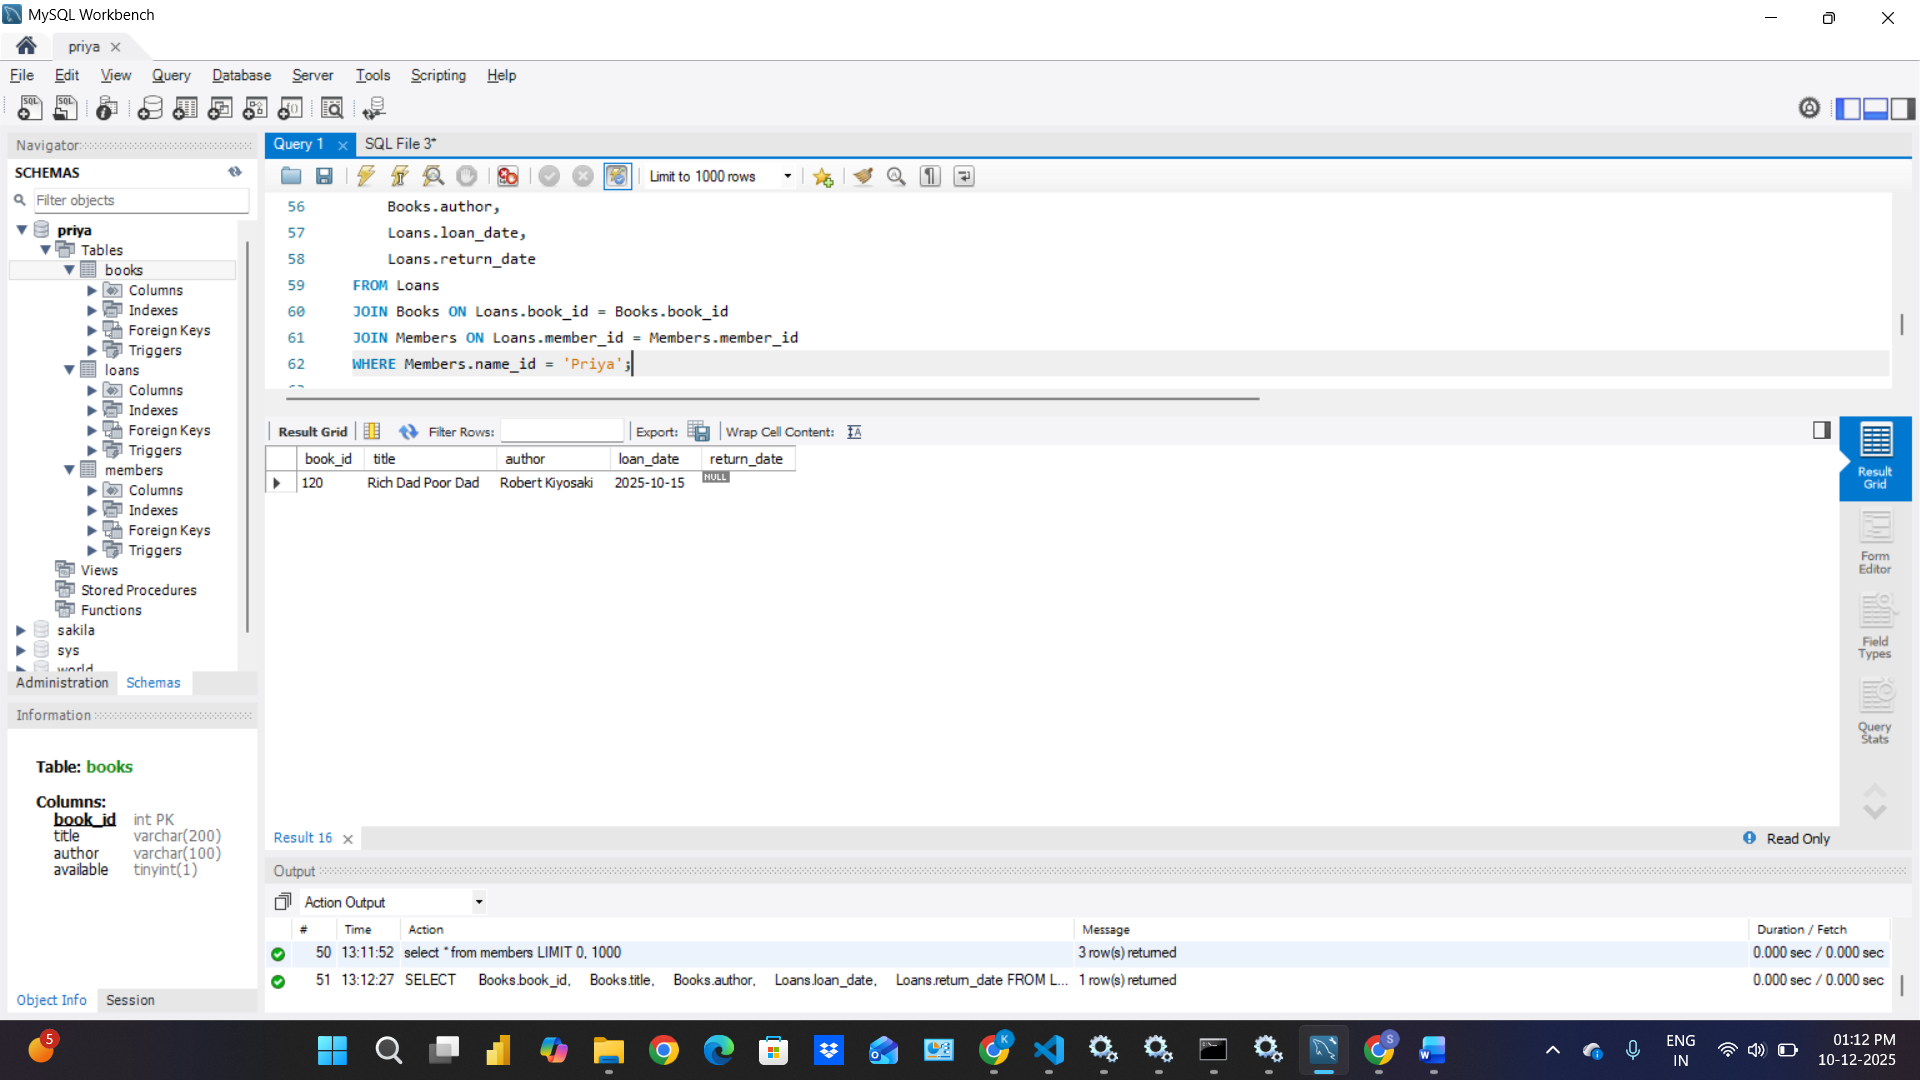 MySQL Workbench
priya
File Edit View Query Database Server Tools Scripting Help
Navigator
SCHEMAS
Filter objects
priya
Tables
books
Columns
Indexes
Foreign Keys
Triggers
loans
Columns
Indexes
Foreign Keys
Triggers
members
Columns
Indexes
Foreign Keys
Triggers
Views
Stored Procedures
Functions
sakila
sys
world
Administration Schemas
Information
Table: books
Columns:
book_id int PK
title varchar(200)
author varchar(100)
available tinyint(1)
Object Info Session
Query 1 SQL File 3*
Limit to 1000 rows
56 Books.author,
57 Loans.loan_date,
58 Loans.return_date
59 FROM Loans
60 JOIN Books ON Loans.book_id = Books.book_id
61 JOIN Members ON Loans.member_id = Members.member_id
62 WHERE Members.name_id = 'Priya';
63
Result Grid Filter Rows: Export: Wrap Cell Content:
book_id title author loan_date return_date
120 Rich Dad Poor Dad Robert Kiyosaki 2025-10-15 NULL
Result
Grid
Form
Editor
Field
Types
Query
Stats
Result 16 Read Only
Output
Action Output
# Time Action Message Duration / Fetch
50 13:11:52 select * from members LIMIT 0, 1000 3 row(s) returned 0.000 sec / 0.000 sec
51 13:12:27 SELECT Books.book_id, Books.title, Books.author, Loans.loan_date, Loans.return_date FROM L... 1 row(s) returned 0.000 sec / 0.000 sec
5
K
S
ENG
IN
01:12 PM
10-12-2025